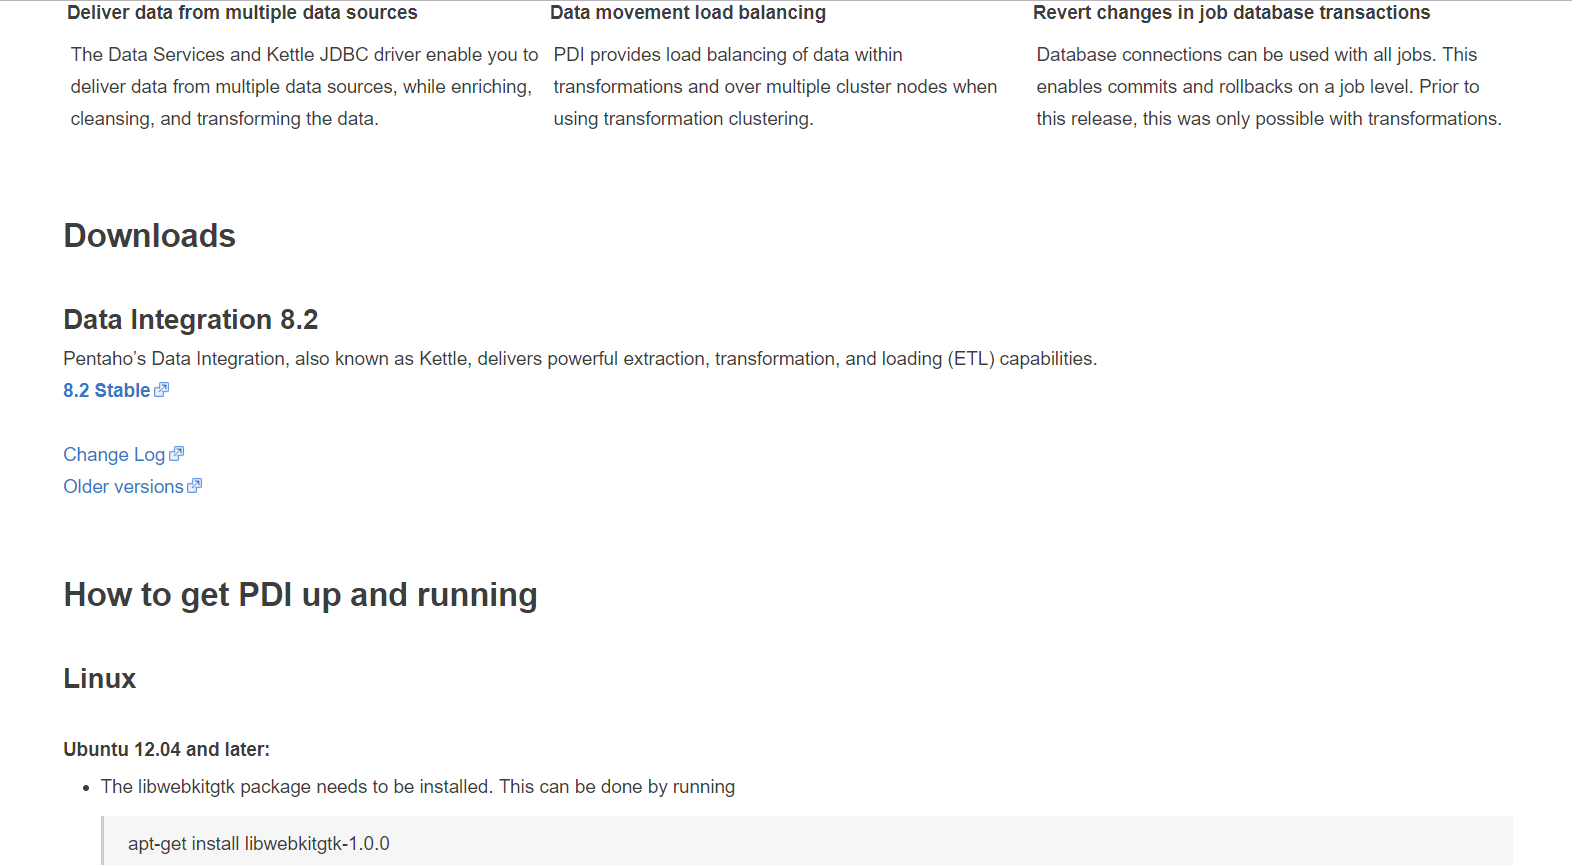 Deliver data from multiple data sources
The Data Services and Kettle JDBC driver enable you to
deliver data from multiple data sources, while enriching,
cleansing, and transforming the data.
Data movement load balancing
PDI provides load balancing of data within
transformations and over multiple cluster nodes when
using transformation clustering.
Revert changes in job database transactions
Database connections can be used with all jobs. This
enables commits and rollbacks on a job level. Prior to
this release, this was only possible with transformations.
Downloads
Data Integration 8.2
Pentaho’s Data Integration, also known as Kettle, delivers powerful extraction, transformation, and loading (ETL) capabilities.
8.2 Stable
Change Log
Older versions
How to get PDI up and running
Linux
Ubuntu 12.04 and later:
• The libwebkitgtk package needs to be installed. This can be done by running
apt-get install libwebkitgtk-1.0.0